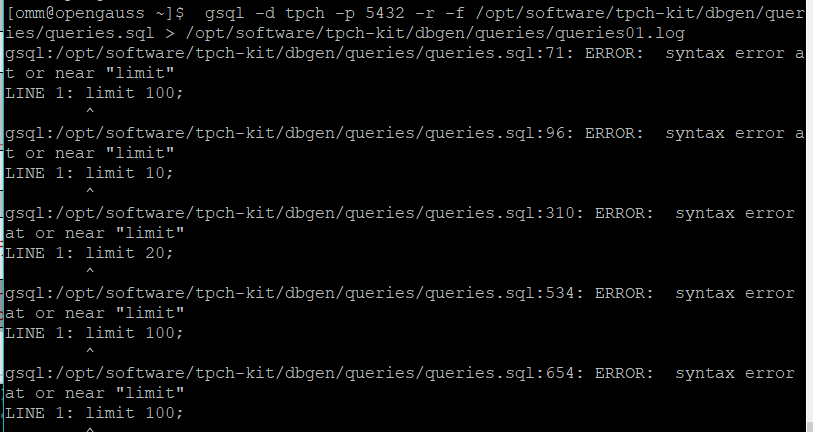 [omm@opengauss ~]$  gsql -d tpch -p 5432 -r -f /opt/software/tpch-kit/dbgen/quer
ies/queries.sql > /opt/software/tpch-kit/dbgen/queries/queries01.log
gsql:/opt/software/tpch-kit/dbgen/queries/queries.sql:71: ERROR:  syntax error a
t or near "limit"
LINE 1: limit 100;
        ^
gsql:/opt/software/tpch-kit/dbgen/queries/queries.sql:96: ERROR:  syntax error a
t or near "limit"
LINE 1: limit 10;
        ^
gsql:/opt/software/tpch-kit/dbgen/queries/queries.sql:310: ERROR:  syntax error
at or near "limit"
LINE 1: limit 20;
        ^
gsql:/opt/software/tpch-kit/dbgen/queries/queries.sql:534: ERROR:  syntax error
at or near "limit"
LINE 1: limit 100;
        ^
gsql:/opt/software/tpch-kit/dbgen/queries/queries.sql:654: ERROR:  syntax error
at or near "limit"
LINE 1: limit 100;
        ^